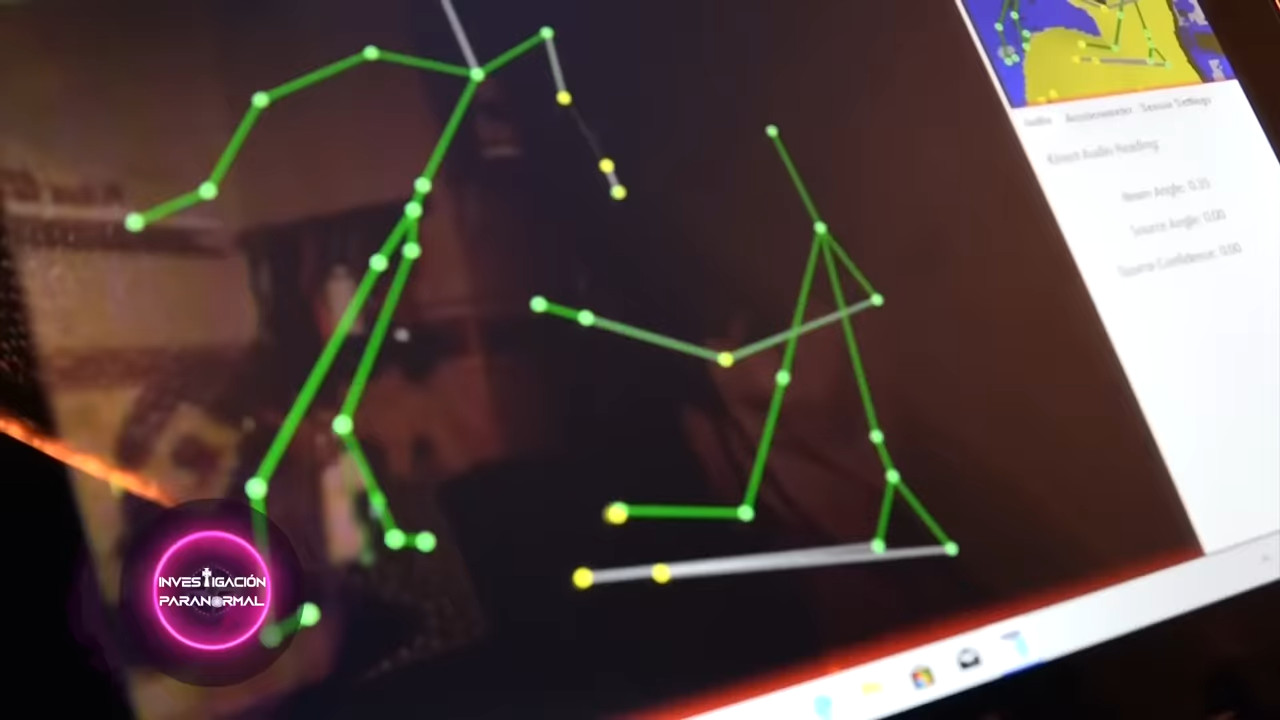 Kinect Audio Reading
Beam Angle: 0.35
Source Angle: 0.00
Source Confidence: 0.00
INVESTIGACIÓN
PARANORMAL